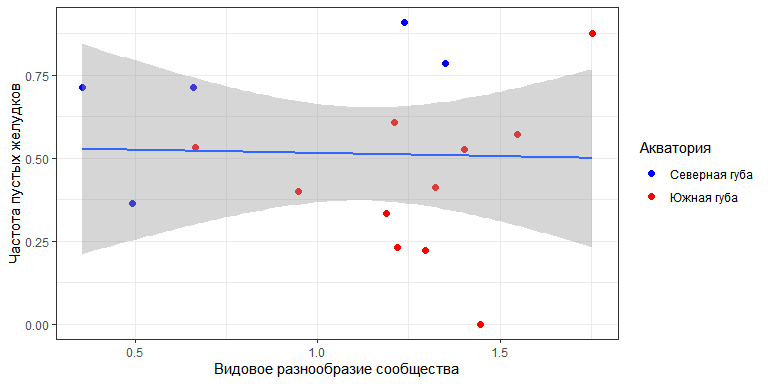 Частота пустых желудков
0.75
0.50
0.25
0.00
0.5
1.0
1.5
Видовое разнообразие сообщества
Акватория
Северная губа
Южная губа